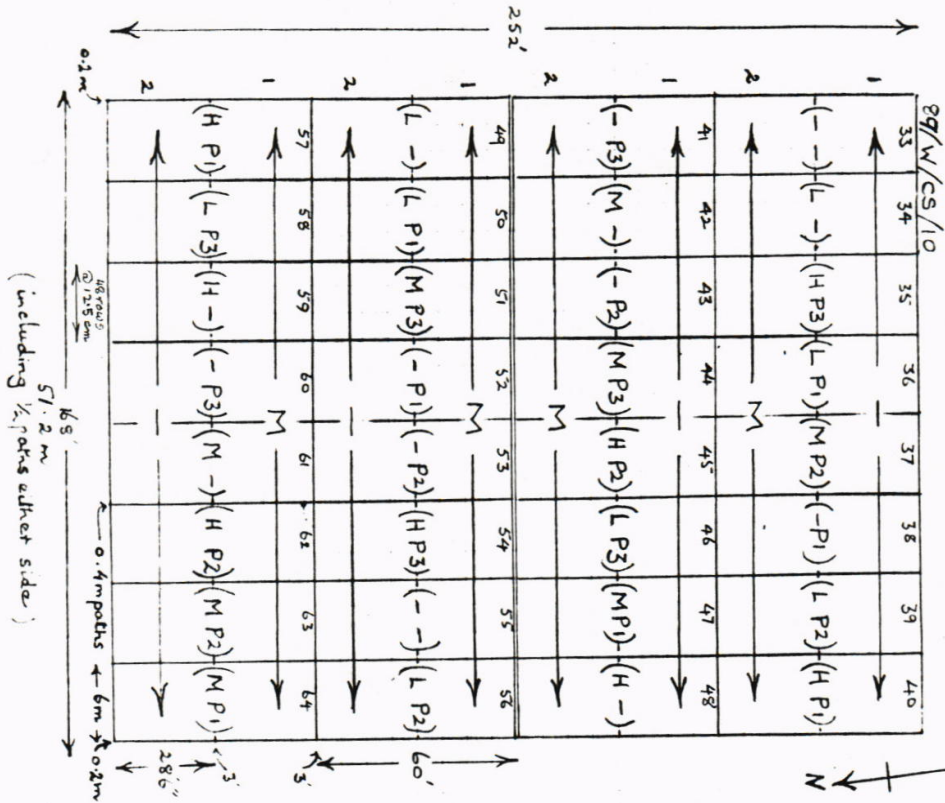 89/W/CS/10
33 34 35 36 37 38 39 40
1 —
(- -) (L -) (H P3) (L P1) (M P2) (- P1) (L P2) (H P1)
2 M
N
41 42 43 44 45 46 47 48
1 —
(- P3) (M -) (- P2) (M P3) (H P2) (L P3) (M P1) (H -)
2 M
252'
49 50 51 52 53 54 55 56
1 M
(L -) (L P1) (M P3) (- P1) (- P2) (H P3) (- -) (L P2)
60'
2 —
3'
57 58 59 60 61 62 63 64
1 M
(H P1) (L P3) (H -) (- P3) (M -) (H P2) (M P2) (M P1)
3'
2 —
28'6"
0.2m
48 rows
@ 12.5 cm
0.4m paths
6m
0.2m
168'
51.2 m
(including ½ paths either side)